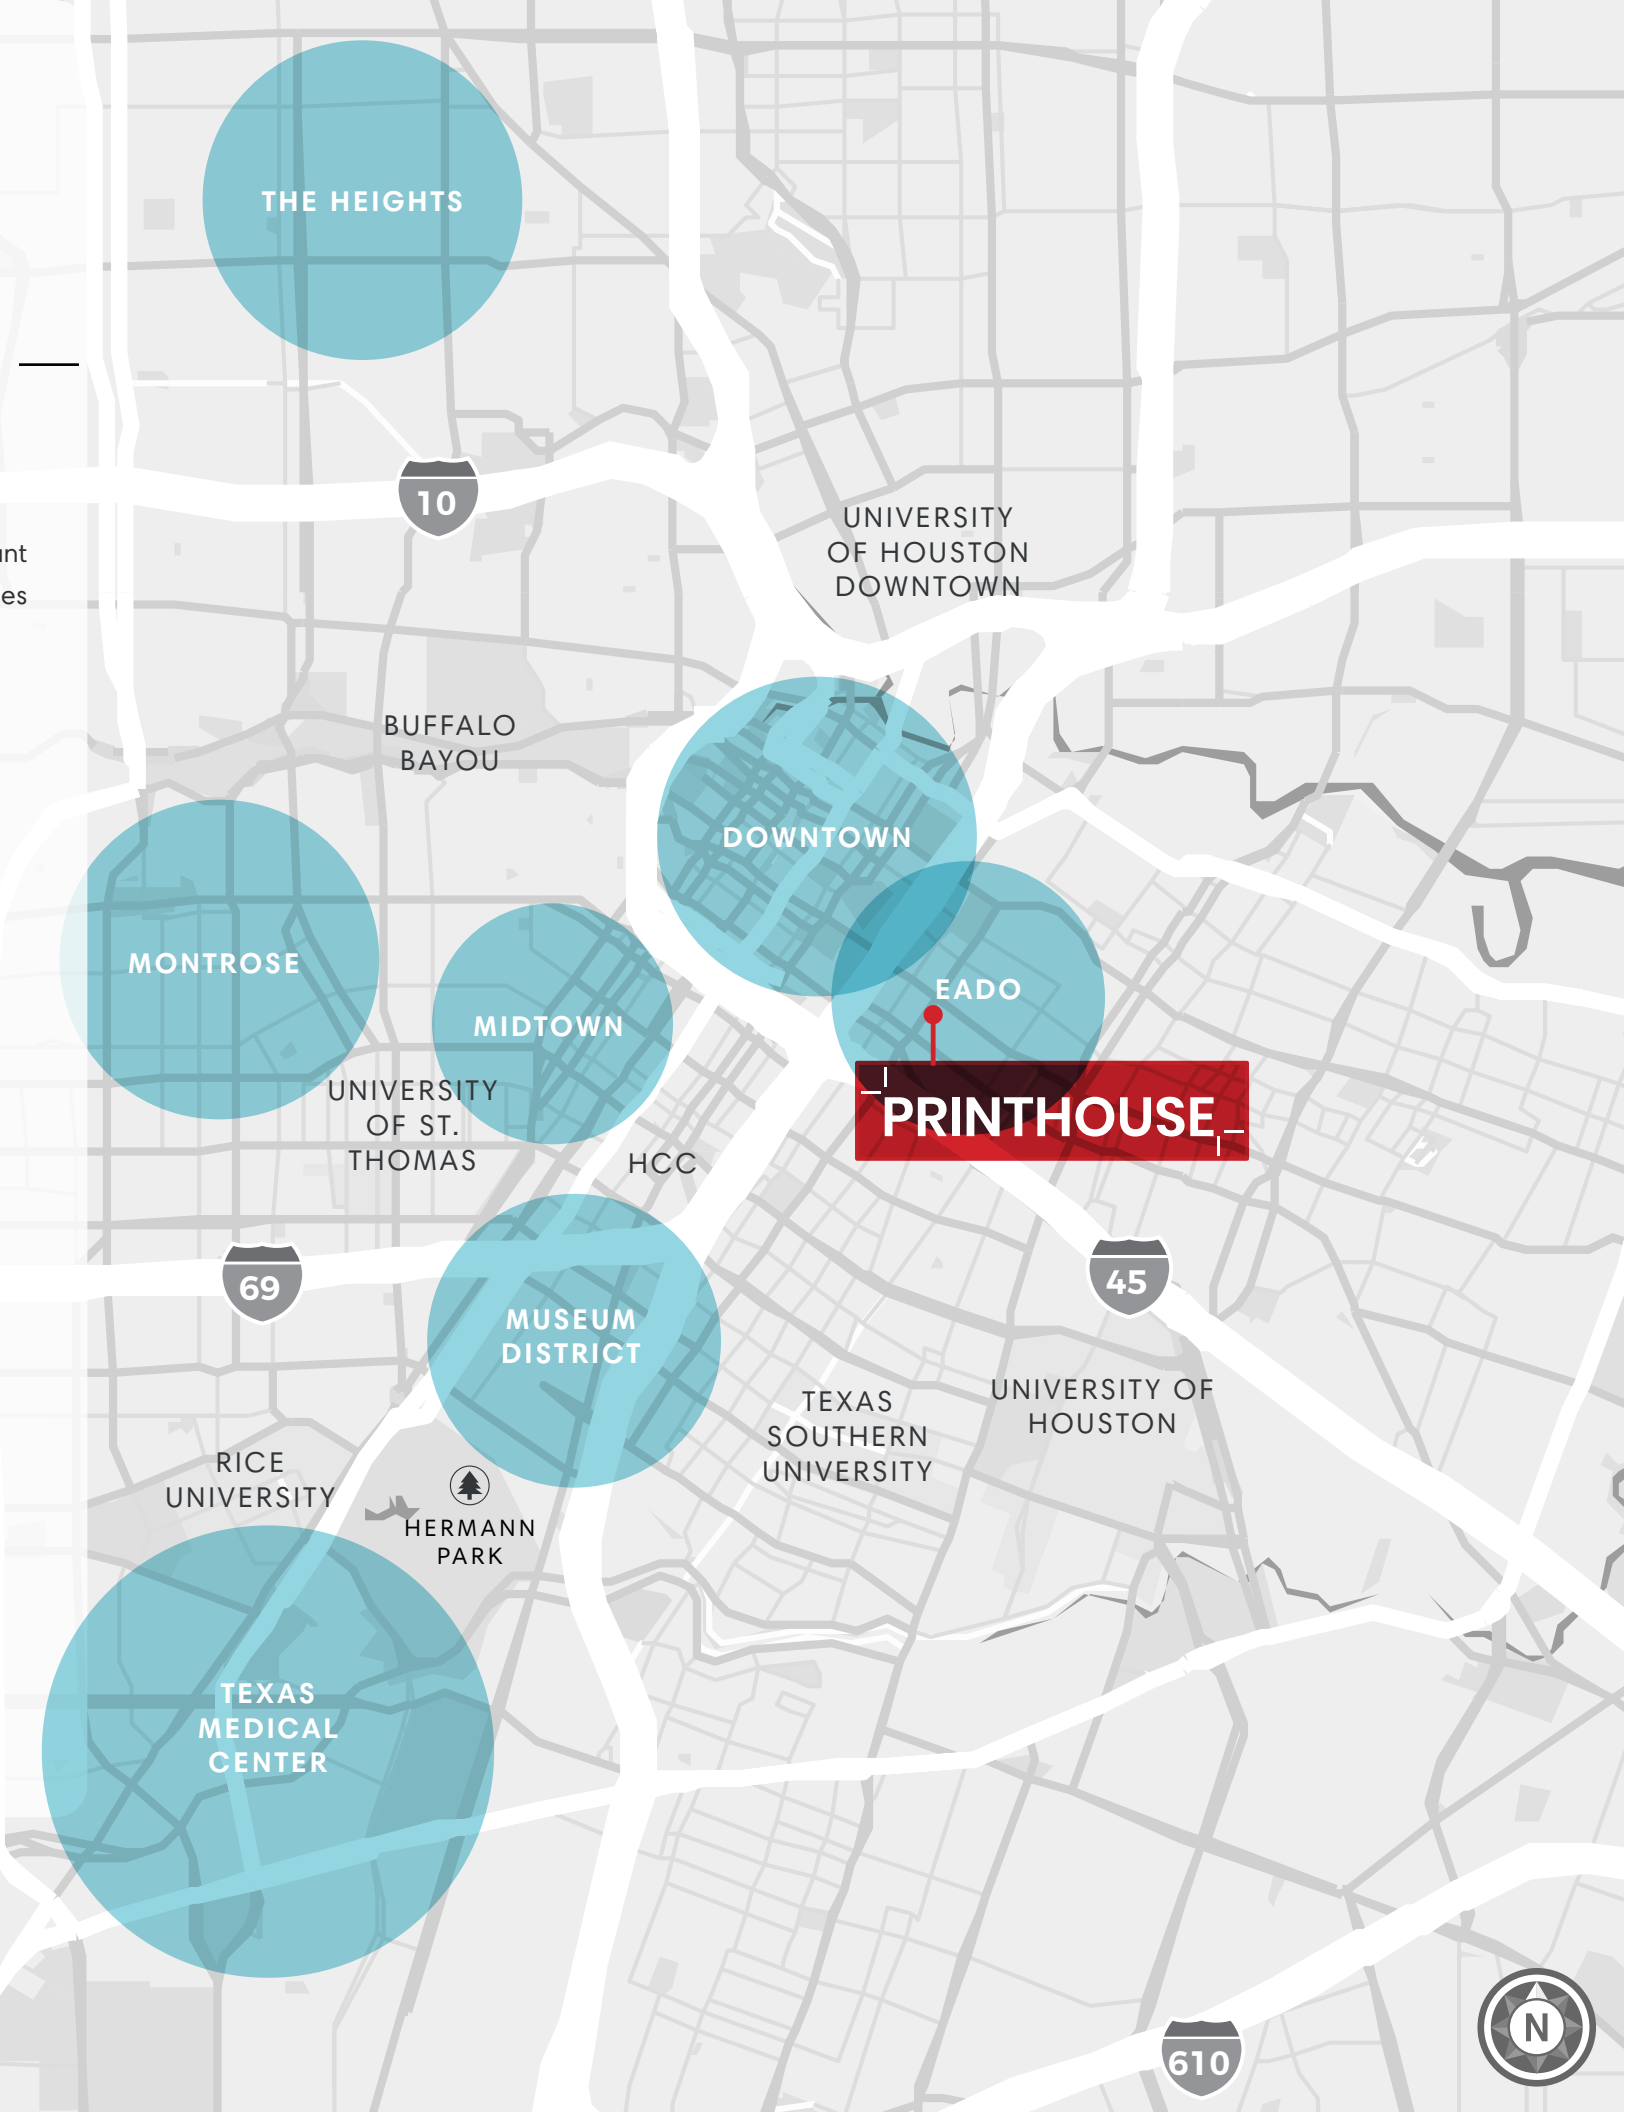 THE HEIGHTS
10
UNIVERSITY
OF HOUSTON
DOWNTOWN
es
BUFFALO
BAYOU
DOWNTOWN
MONTROSE
EADO
MIDTOWN
UNIVERSITY
OF ST.
THOMAS
PRINTHOUSE
HCC
69
45
MUSEUM
DISTRICT
TEXAS
SOUTHERN
UNIVERSITY
UNIVERSITY OF
HOUSTON
RICE
UNIVERSITY
HERMANN
PARK
TEXAS
MEDICAL
CENTER
N
610